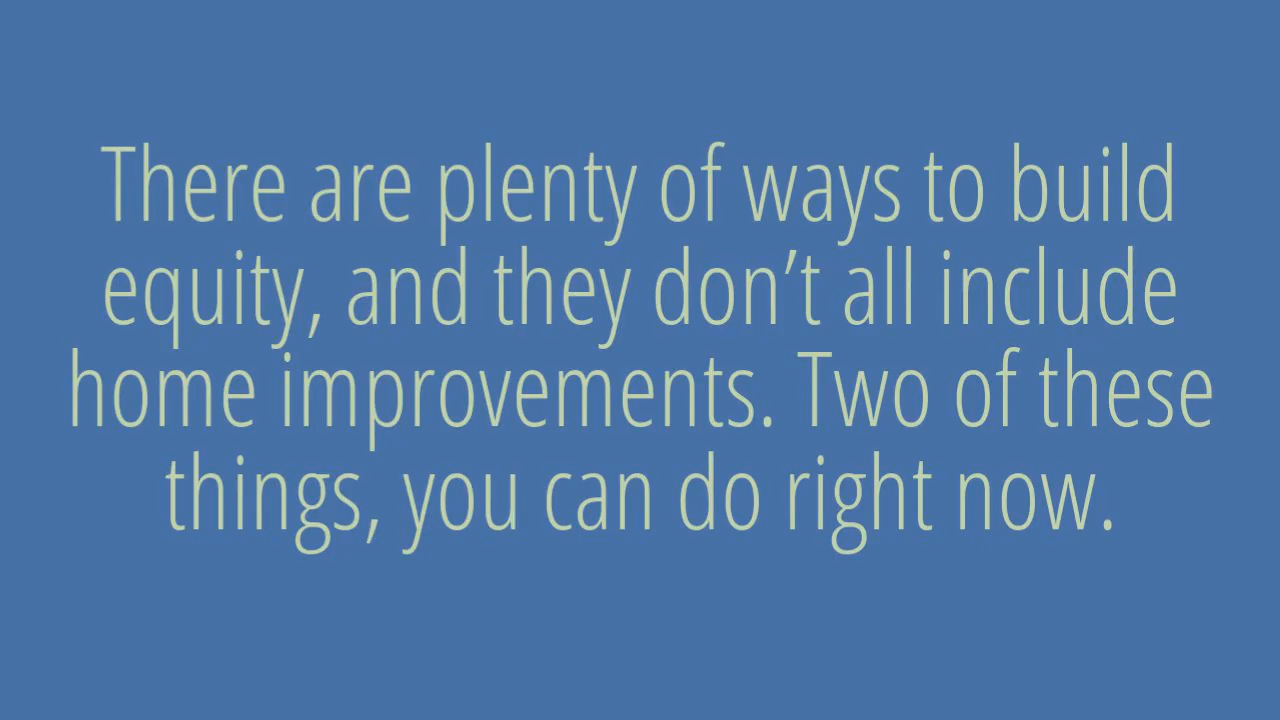 There are plenty of ways to build
equity, and they don’t all include
home improvements. Two of these
things, you can do right now.